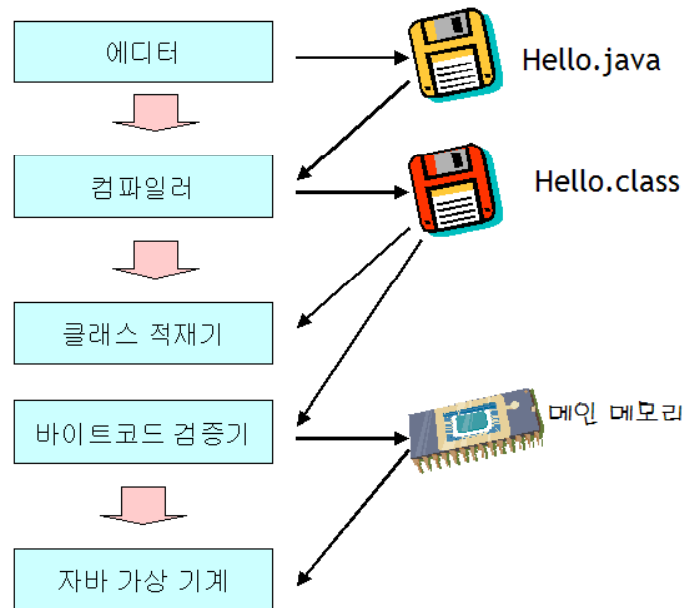 에디터
Hello.java
컴파일러
Hello.class
클래스 적재기
바이트코드 검증기
메인 메모리
자바 가상 기계